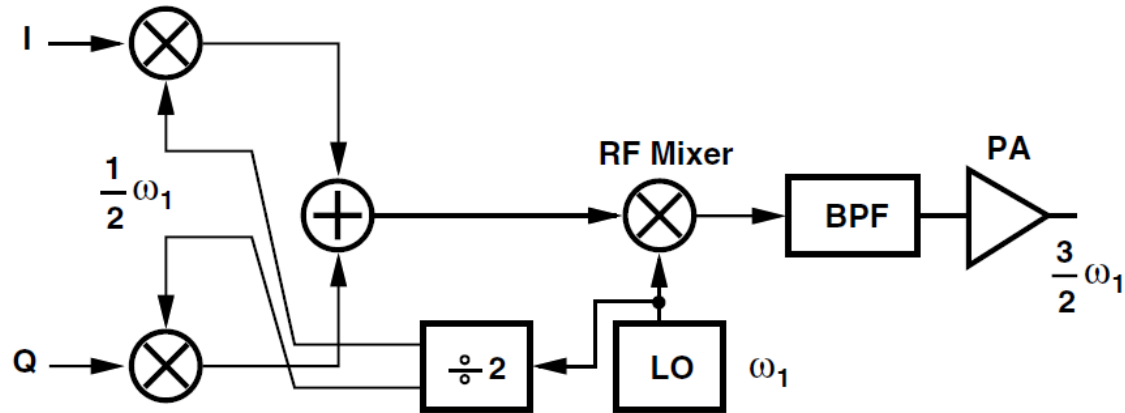 I
RF Mixer
PA
1/2 ω₁
BPF
3/2 ω₁
Q
÷ 2
LO
ω₁